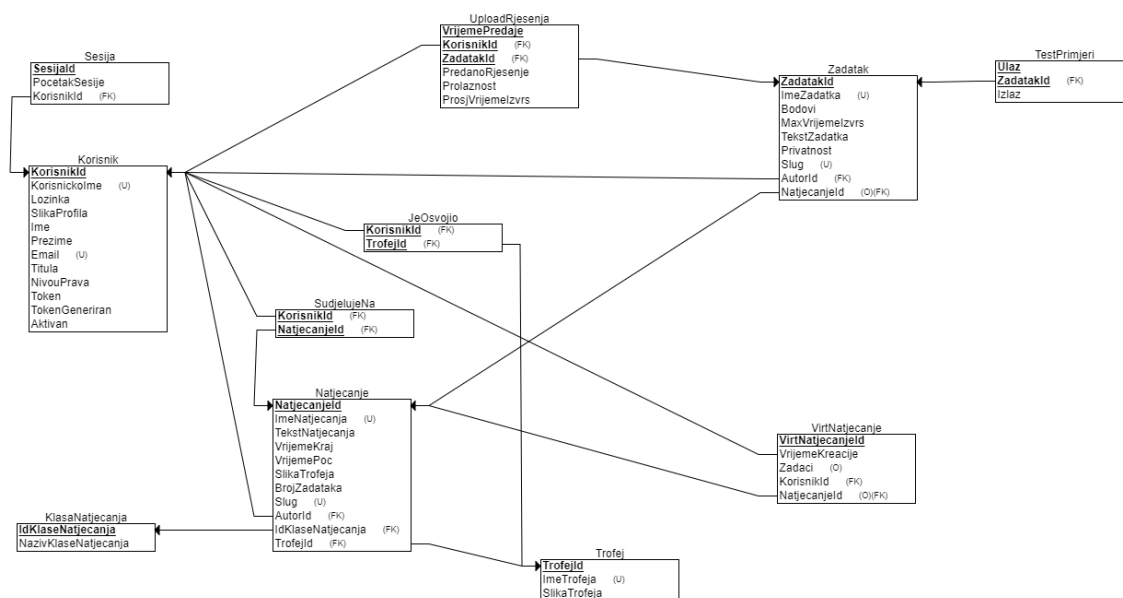 UploadRjesenja
VrijemePredaje
KorisnikId (FK)
ZadatakId (FK)
PredanoRjesenje
Prolaznost
ProsjVrijemeIzvrs
Sesija
SesijaId
PocetakSesije
KorisnikId (FK)
Zadatak
ZadatakId
ImeZadatka (U)
Bodovi
MaxVrijemeIzvrs
TekstZadatka
Privatnost
Slug (U)
AutorId (FK)
NatjecanjeId (O)(FK)
TestPrimjeri
Ulaz
ZadatakId (FK)
Izlaz
Korisnik
KorisnikId
KorisnickoIme (U)
Lozinka
SlikaProfila
Ime
Prezime
Email (U)
Titula
NivouPrava
Token
TokenGeneriran
Aktivan
JeOsvojio
KorisnikId (FK)
TrofejId (FK)
SudjelujeNa
KorisnikId (FK)
NatjecanjeId (FK)
Natjecanje
NatjecanjeId
ImeNatjecanja (U)
TekstNatjecanja
VrijemeKraj
VrijemePoc
SlikaTrofeja
BrojZadataka
Slug (U)
AutorId (FK)
IdKlaseNatjecanja (FK)
TrofejId (FK)
VirtNatjecanje
VirtNatjecanjeId
VrijemeKreacije
Zadaci (O)
KorisnikId (FK)
NatjecanjeId (O)(FK)
KlasaNatjecanja
IdKlaseNatjecanja
NazivKlaseNatjecanja
Trofej
TrofejId
ImeTrofeja (U)
SlikaTrofeja